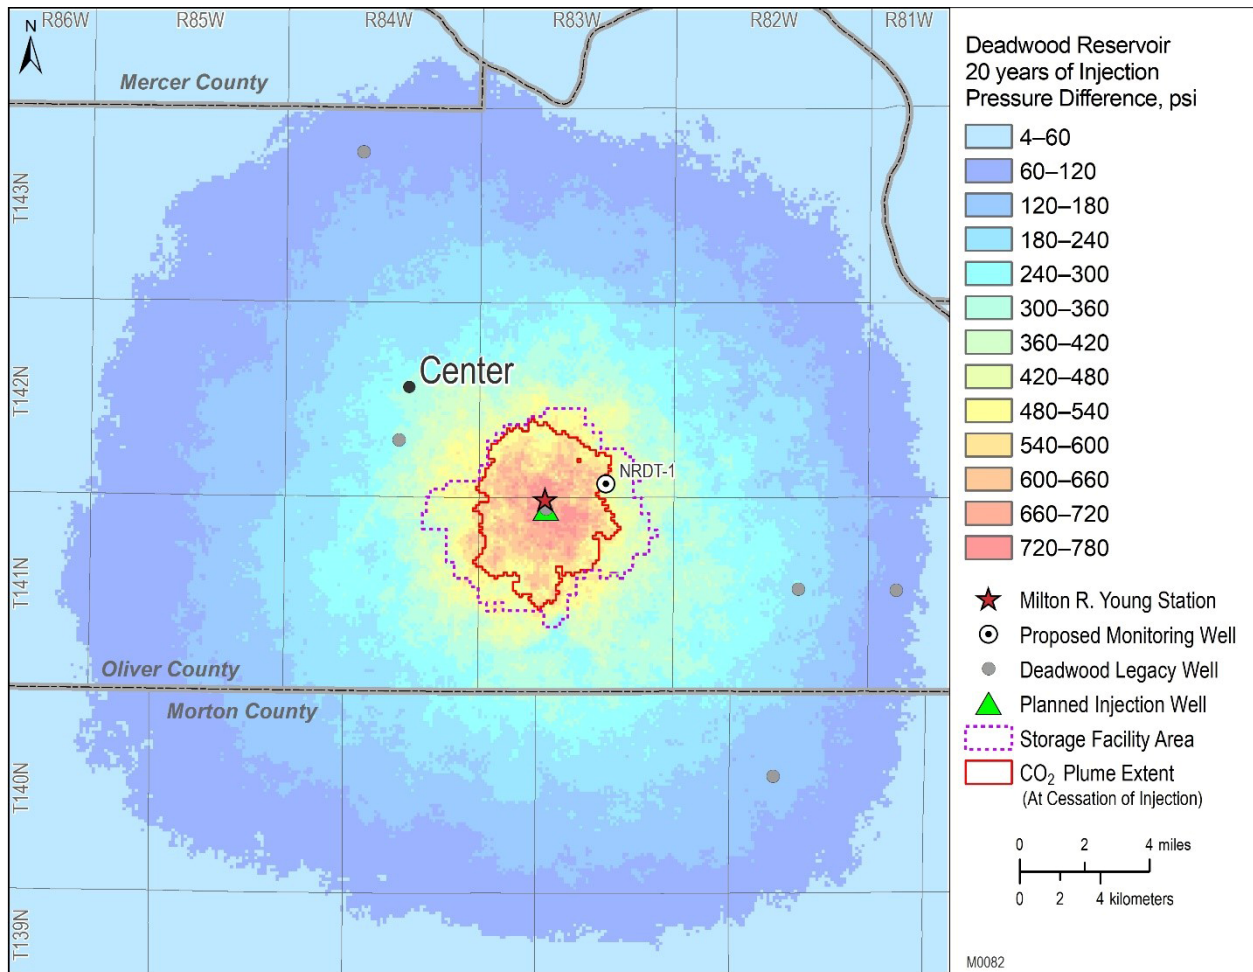 R86W
R85W
R84W
R83W
R82W
R81W
N
Mercer County
T143N
T142N
Center
NRDT-1
T141N
Oliver County
Morton County
T140N
T139N
Deadwood Reservoir
20 years of Injection
Pressure Difference, psi
4–60
60–120
120–180
180–240
240–300
300–360
360–420
420–480
480–540
540–600
600–660
660–720
720–780
Milton R. Young Station
Proposed Monitoring Well
Deadwood Legacy Well
Planned Injection Well
Storage Facility Area
CO₂ Plume Extent
(At Cessation of Injection)
0 2 4 miles
0 2 4 kilometers
M0082